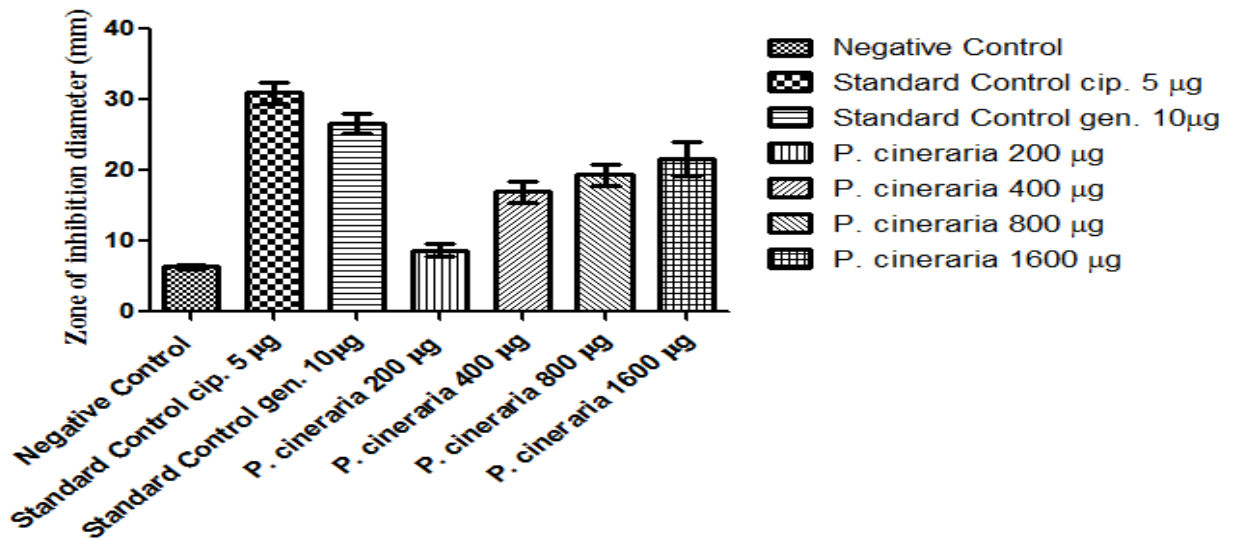 Zone of inhibition diameter (mm)
40
30
20
10
0
Negative Control
Standard Control cip. 5 µg
Standard Control gen. 10µg
P. cineraria 200 µg
P. cineraria 400 µg
P. cineraria 800 µg
P. cineraria 1600 µg
Negative Control
Standard Control cip. 5 µg
Standard Control gen. 10µg
P. cineraria 200 µg
P. cineraria 400 µg
P. cineraria 800 µg
P. cineraria 1600 µg